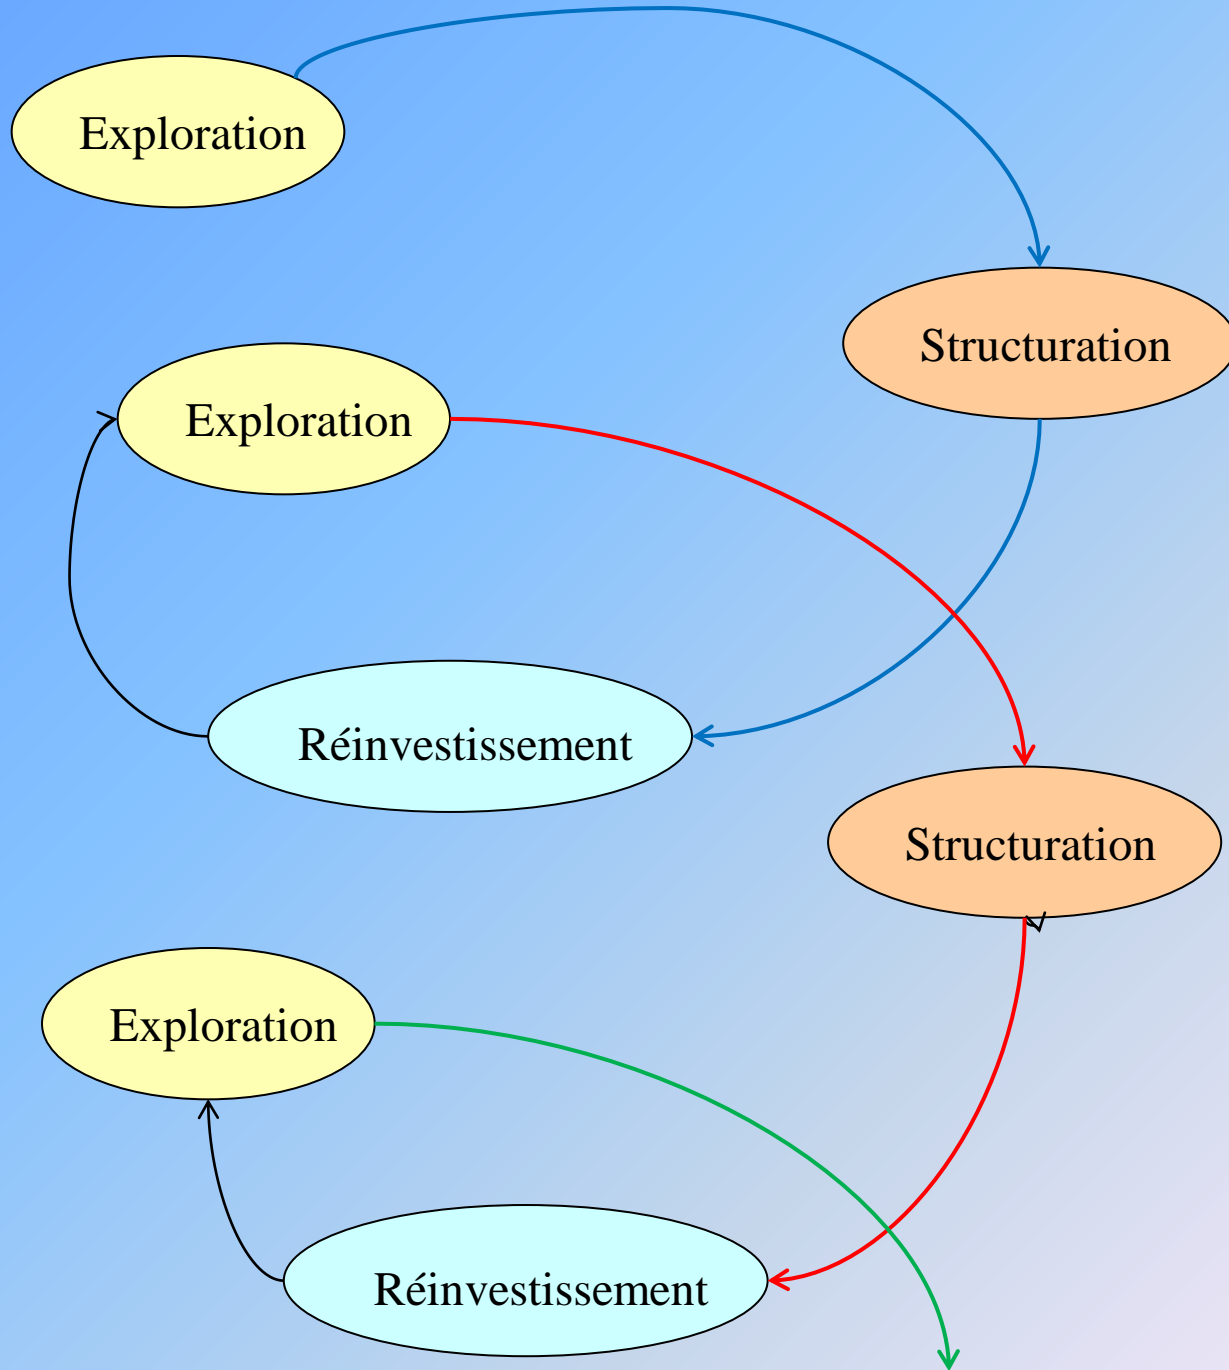 Exploration
Structuration
Exploration
Réinvestissement
Structuration
Exploration
Réinvestissement